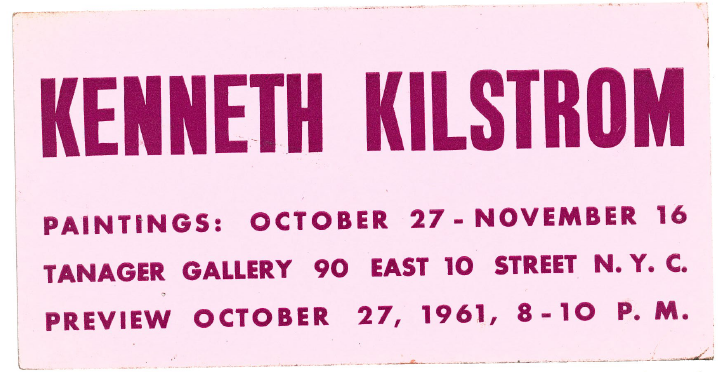 KENNETH KILSTROM
PAINTINGS: OCTOBER 27 - NOVEMBER 16
TANAGER GALLERY 90 EAST 10 STREET N. Y. C.
PREVIEW OCTOBER 27, 1961, 8 - 10 P. M.